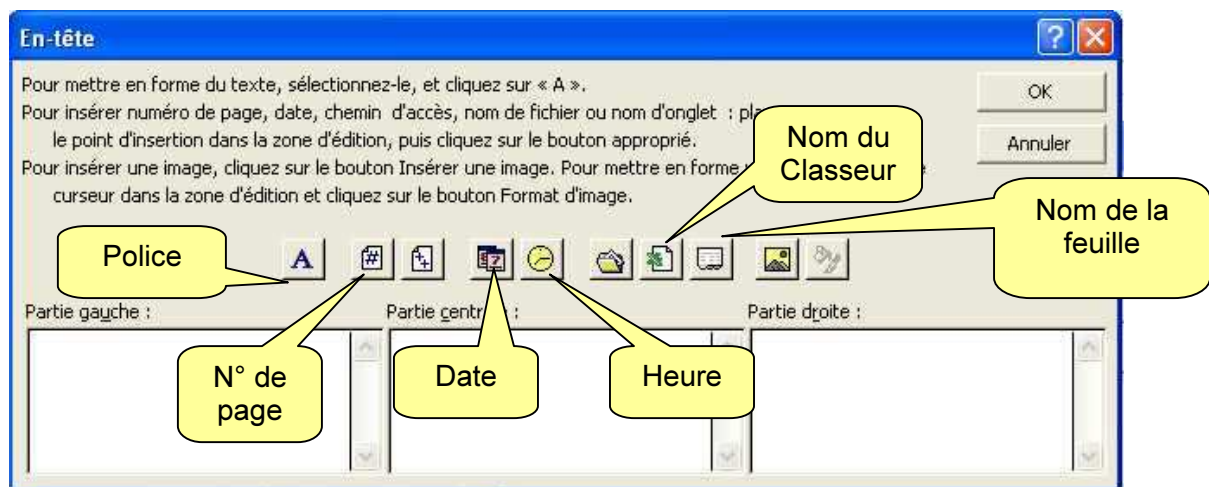 En-tête
Pour mettre en forme du texte, sélectionnez-le, et cliquez sur « A ».
OK
Pour insérer numéro de page, date, chemin d'accès, nom de fichier ou nom d'onglet : pla
le point d'insertion dans la zone d'édition, puis cliquez sur le bouton approprié.
Annuler
Pour insérer une image, cliquez sur le bouton Insérer une image. Pour mettre en forme
curseur dans la zone d'édition et cliquez sur le bouton Format d'image.
Nom du
Classeur
Nom de la
feuille
Police
A
Partie gauche :
Partie centr :
Partie droite :
N° de
page
Date
Heure